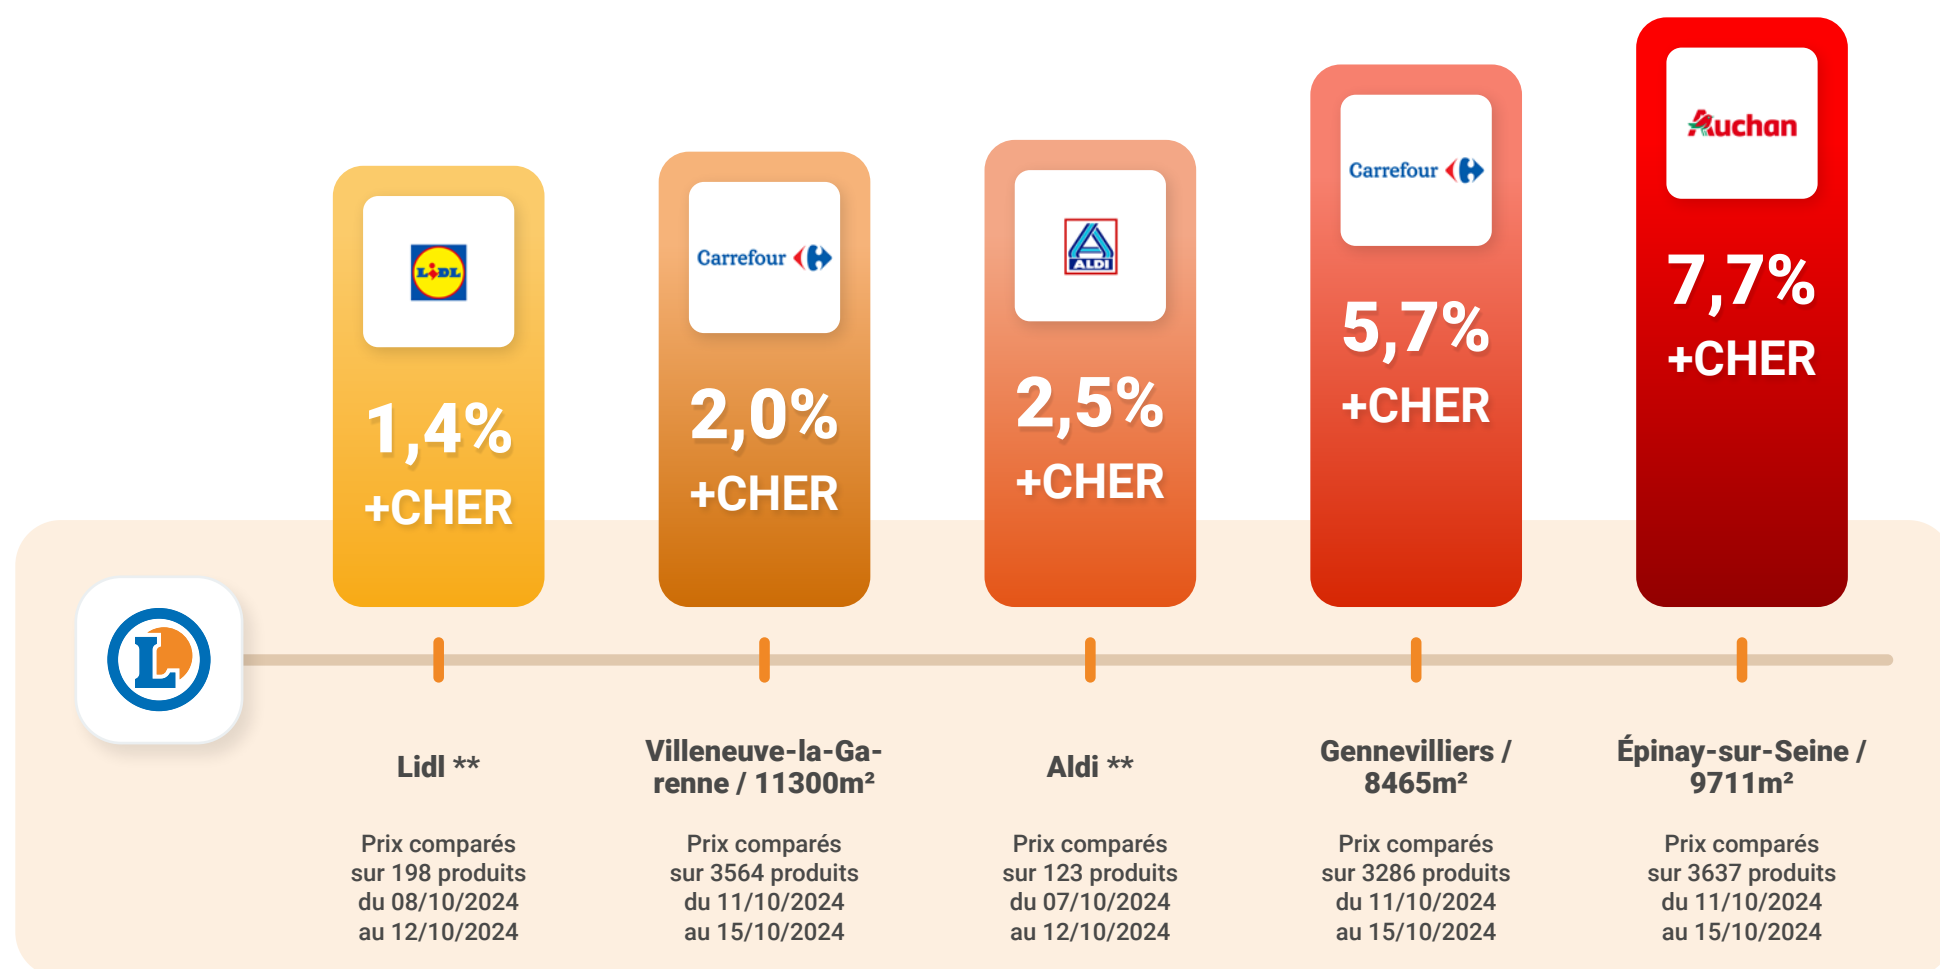 LiDL
1,4%
+CHER
Carrefour
2,0%
+CHER
ALDI
2,5%
+CHER
Carrefour
5,7%
+CHER
Auchan
7,7%
+CHER
L
Lidl **
Prix comparés
sur 198 produits
du 08/10/2024
au 12/10/2024
Villeneuve-la-Ga-
renne / 11300m²
Prix comparés
sur 3564 produits
du 11/10/2024
au 15/10/2024
Aldi **
Prix comparés
sur 123 produits
du 07/10/2024
au 12/10/2024
Gennevilliers /
8465m²
Prix comparés
sur 3286 produits
du 11/10/2024
au 15/10/2024
Épinay-sur-Seine /
9711m²
Prix comparés
sur 3637 produits
du 11/10/2024
au 15/10/2024